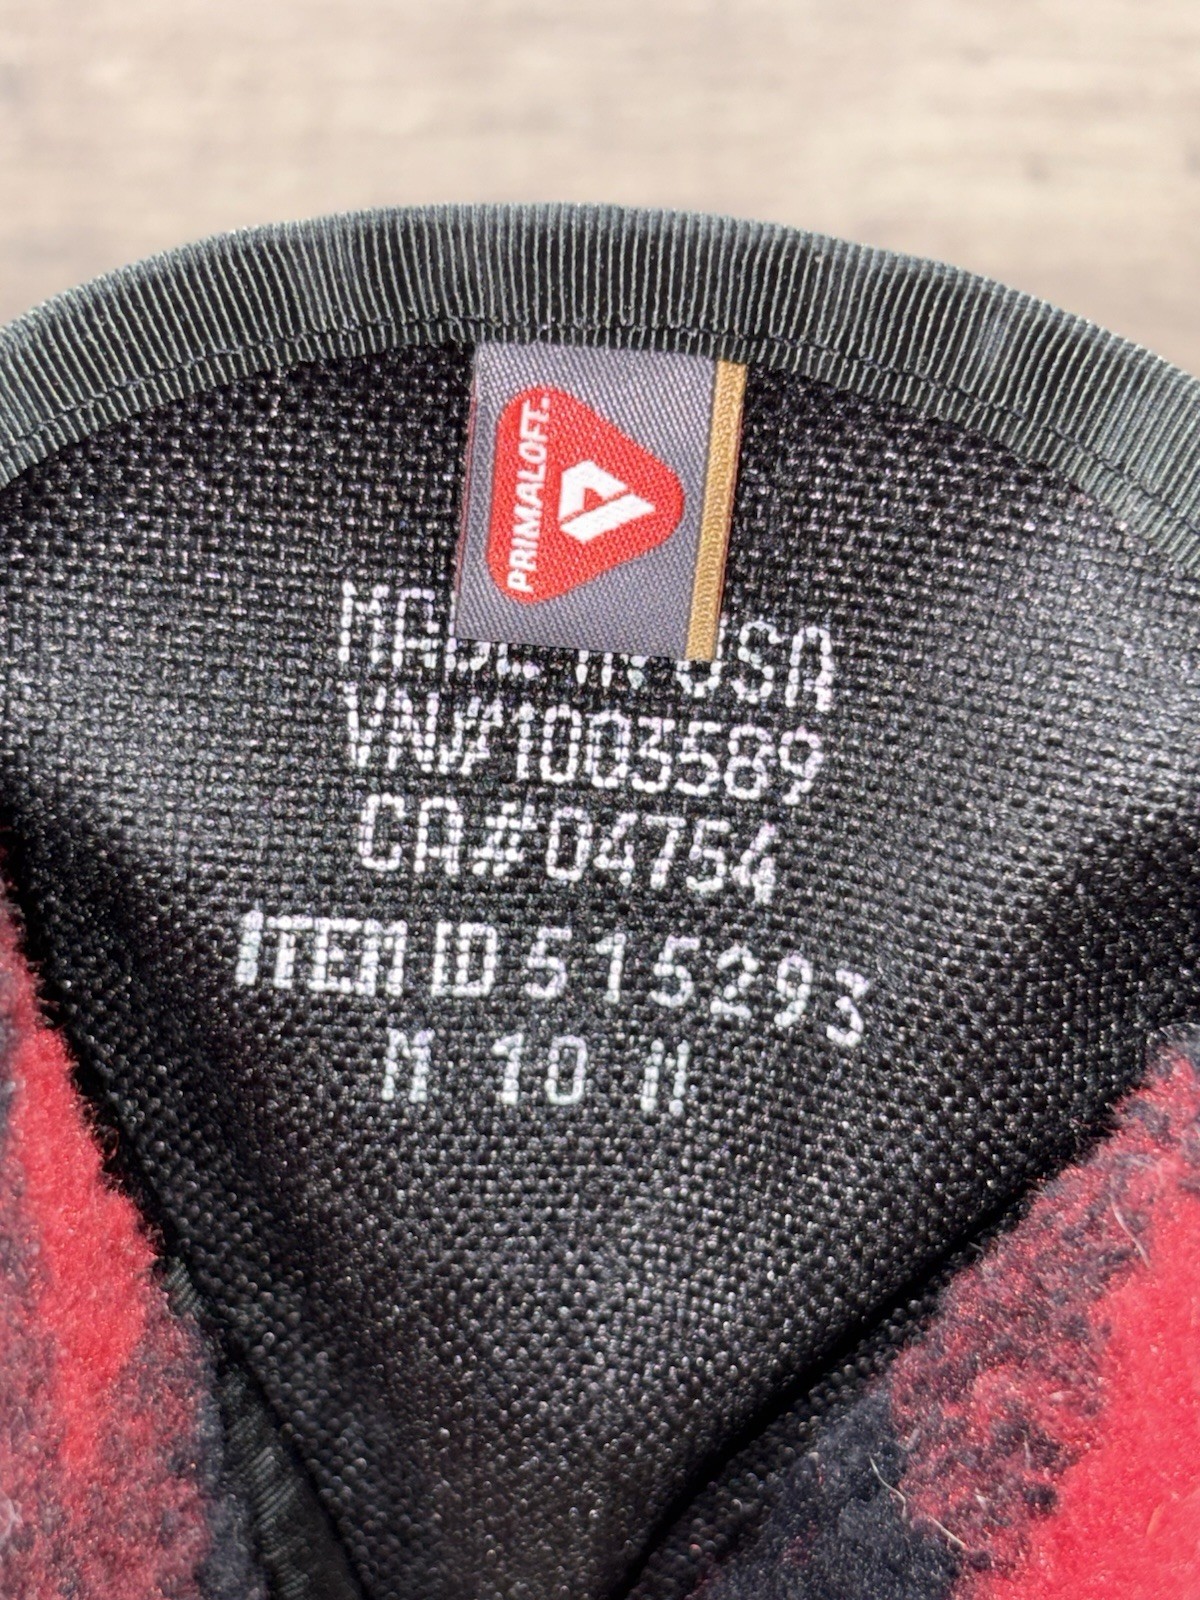 PRIMALOFT
MADE IN USA
VN#1003589
CA#04754
ITEM ID 515293
M 10 M